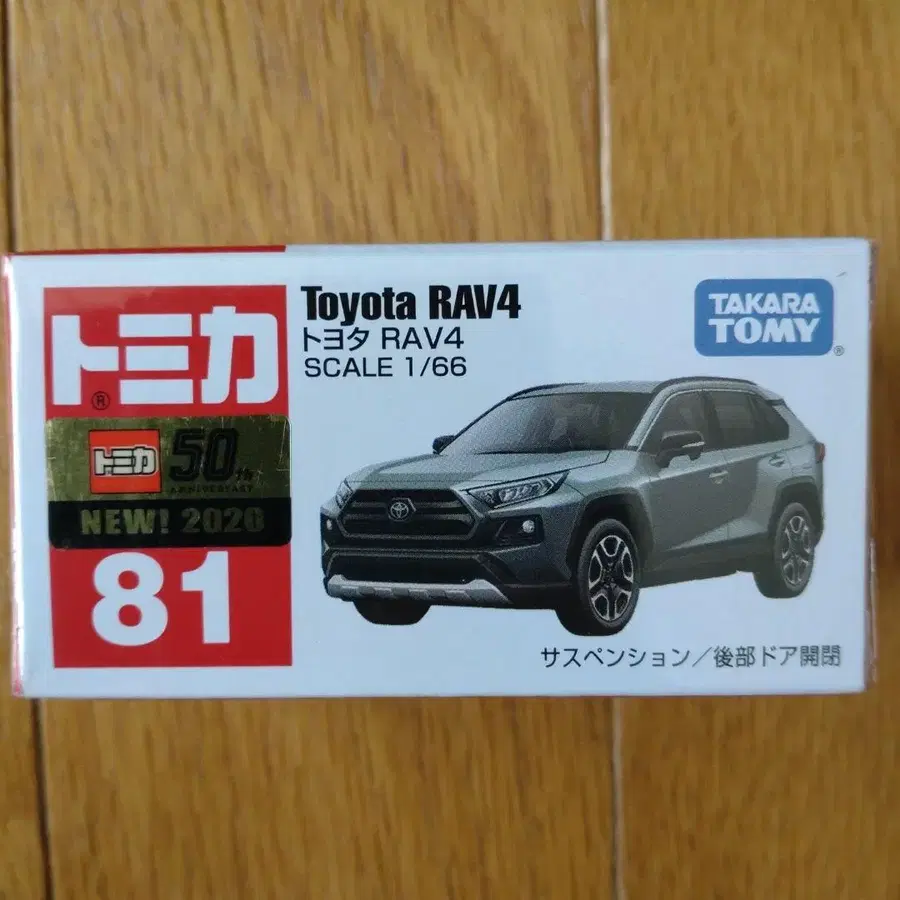 トミカ
®
トミカ
50th
ANNIVERSARY
NEW! 2020
81
Toyota RAV4
トヨタ RAV4
SCALE 1/66
TAKARA
TOMY®
サスペンション/後部ドア開閉